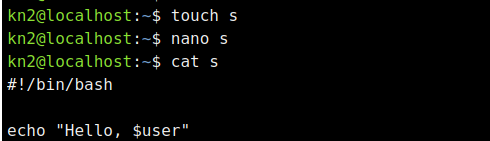 kn2@localhost:~$ touch s
kn2@localhost:~$ nano s
kn2@localhost:~$ cat s
#!/bin/bash
echo "Hello, $user"